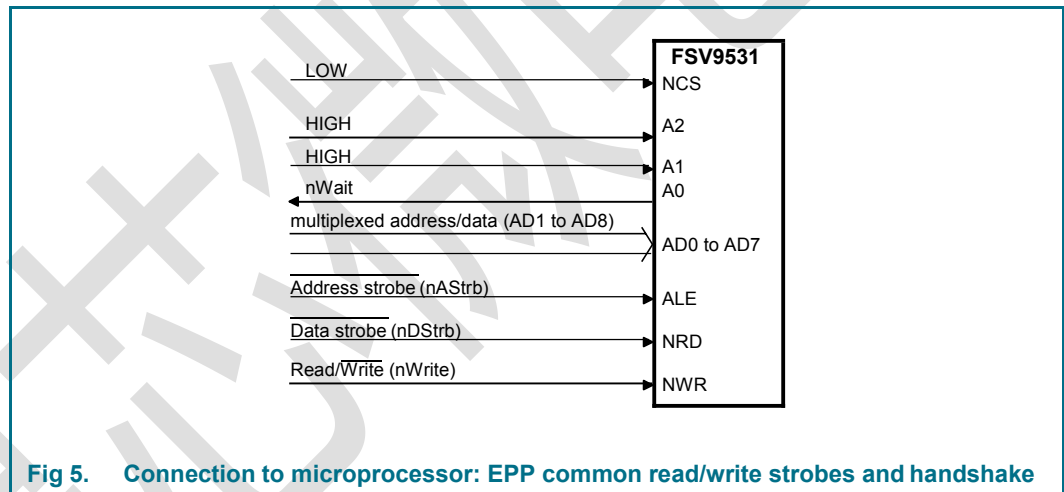 FSV9531
LOW
NCS
HIGH
A2
HIGH
A1
nWait
A0
multiplexed address/data (AD1 to AD8)
AD0 to AD7
Address strobe (nAStrb)
ALE
Data strobe (nDStrb)
NRD
Read/Write (nWrite)
NWR
Fig 5. Connection to microprocessor: EPP common read/write strobes and handshake